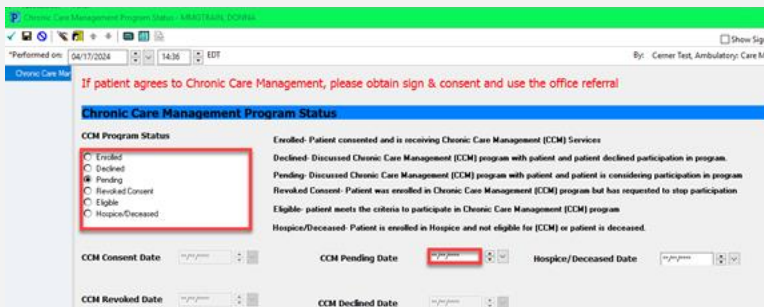 Chronic Care Management Program Status - MMGTRAIN, DONNA
Show Sig
*Performed on: 04/17/2024 1436 EDT By: Cerner Test, Ambulatory: Care M
Chronic Care Mar
If patient agrees to Chronic Care Management, please obtain sign & consent and use the office referral
Chronic Care Management Program Status
CCM Program Status
Enrolled
Declined
Pending
Revoked Consent
Eligible
Hospice/Deceased
Enrolled- Patient consented and is receiving Chronic Care Management (CCM) Services
Declined- Discussed Chronic Care Management (CCM) program with patient and patient declined participation in program.
Pending- Discussed Chronic Care Management (CCM) program with patient and patient is considering participation in program
Revoked Consent- Patient was enrolled in Chronic Care Management (CCM) program but has requested to stop participation
Eligible- patient meets the criteria to participate in Chronic Care Management (CCM) program
Hospice/Deceased- Patient is enrolled in Hospice and not eligible for (CCM) or patient is deceased.
CCM Consent Date **/**/**** CCM Pending Date **/**/**** Hospice/Deceased Date **/**/****
CCM Revoked Date **/**/**** CCM Declined Date **/**/****